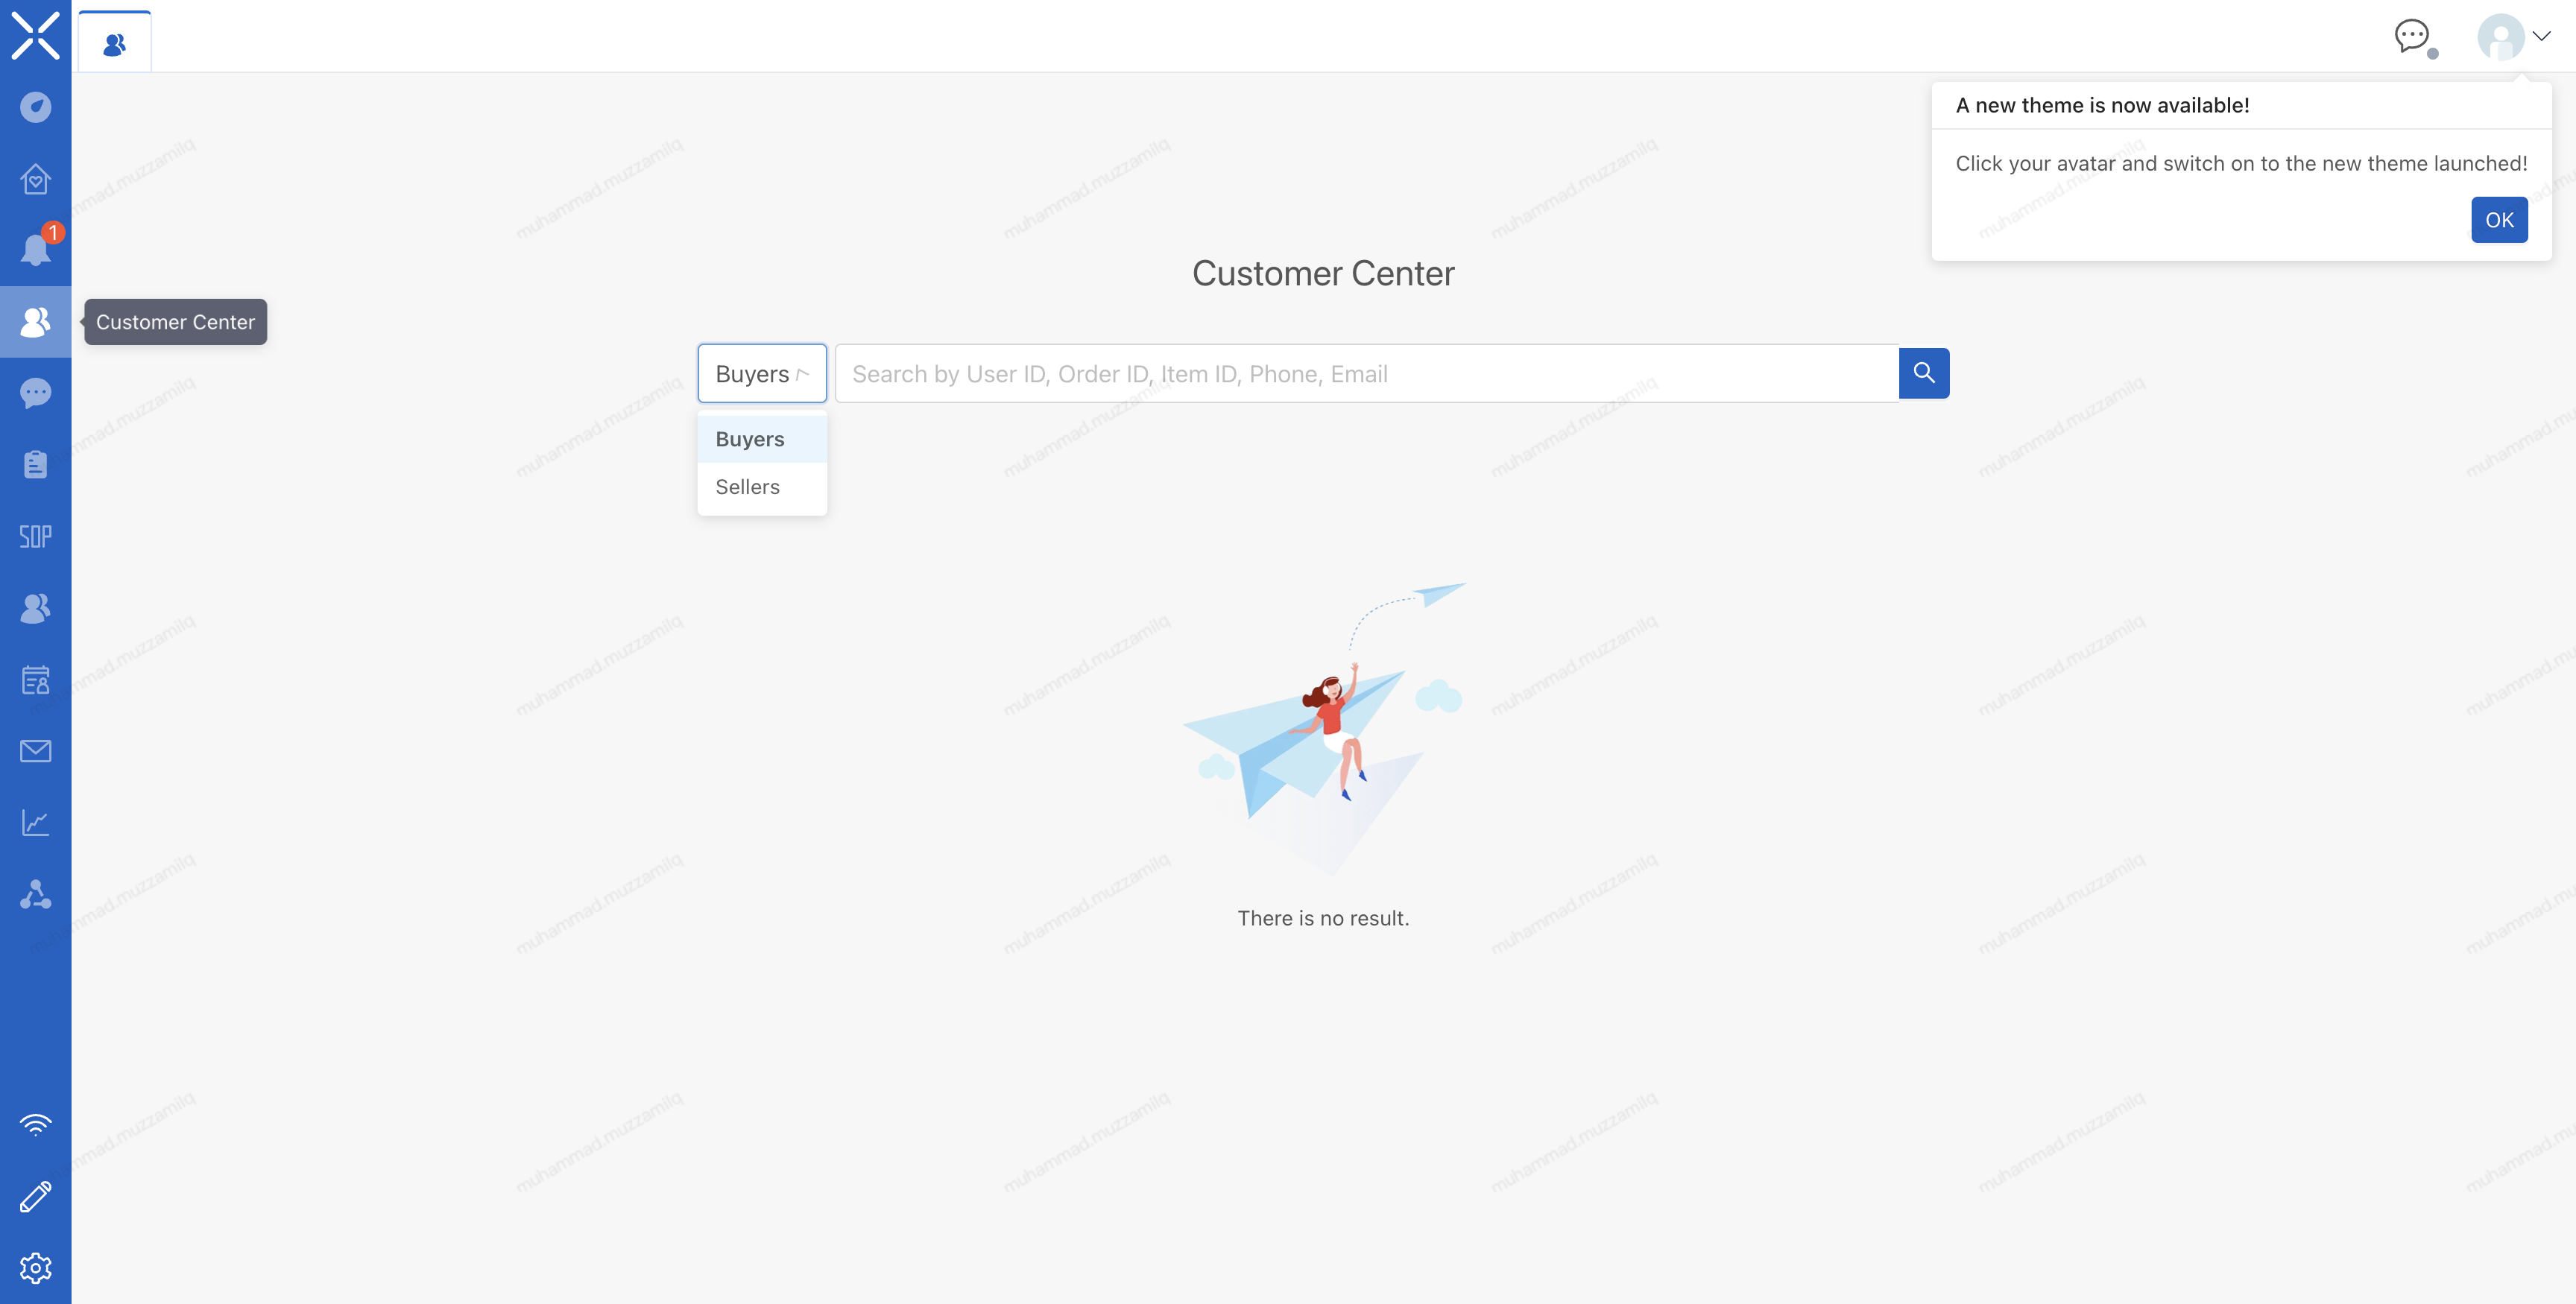 A new theme is now available!
Click your avatar and switch on to the new theme launched!
OK
1
Customer Center
Customer Center
Buyers
Search by User ID, Order ID, Item ID, Phone, Email
Buyers
Sellers
SOP
There is no result.
muhammad.muzzamilq